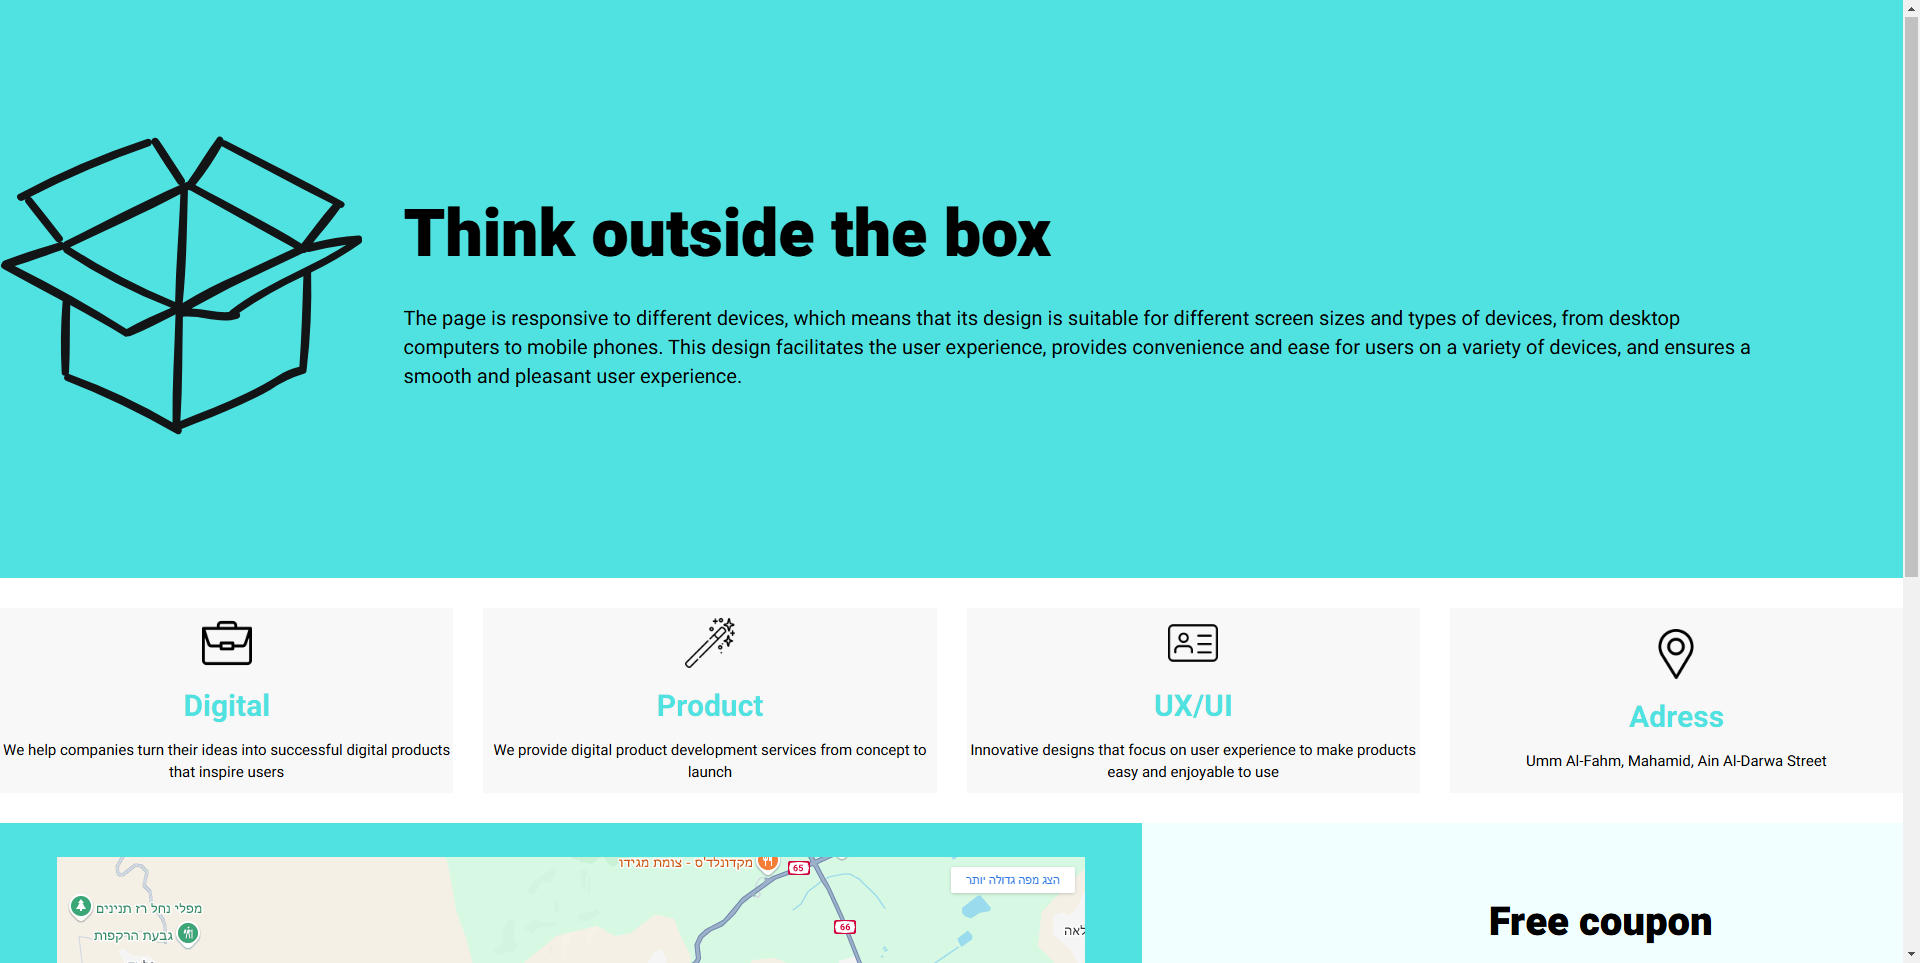 Think outside the box
The page is responsive to different devices, which means that its design is suitable for different screen sizes and types of devices, from desktop
computers to mobile phones. This design facilitates the user experience, provides convenience and ease for users on a variety of devices, and ensures a
smooth and pleasant user experience.
Digital
We help companies turn their ideas into successful digital products
that inspire users
Product
We provide digital product development services from concept to
launch
UX/UI
Innovative designs that focus on user experience to make products
easy and enjoyable to use
Adress
Umm Al-Fahm, Mahamid, Ain Al-Darwa Street
מקדונלד'ס - צומת מגידו
65
הצג מפה גדולה יותר
מפלי נחל רז תנינים
גבעת הרקפות
66
Free coupon